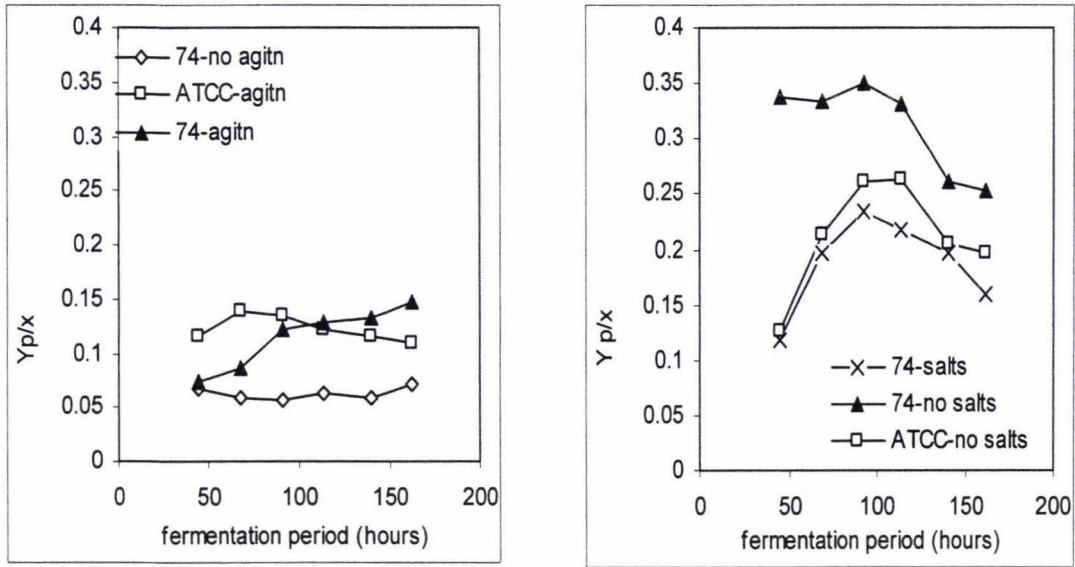 0.4
0.35
0.3
0.25
0.2
0.15
0.1
0.05
0
Yp/x
74-no agitn
ATCC-agitn
74-agitn
0 50 100 150 200
fermentation period (hours)
0.4
0.35
0.3
0.25
0.2
0.15
0.1
0.05
0
Y p/x
74-salts
74-no salts
ATCC-no salts
0 50 100 150 200
fermentation period (hours)